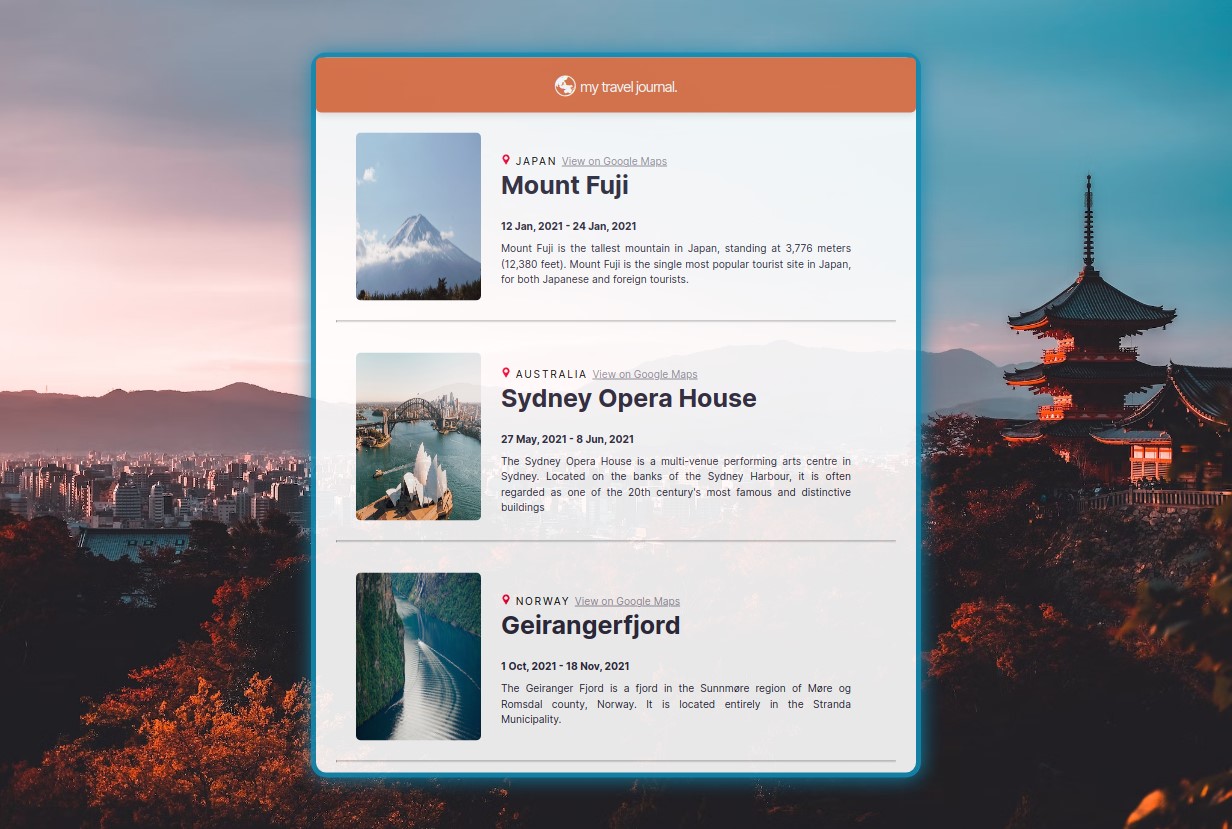 my travel journal.
JAPAN View on Google Maps
Mount Fuji
12 Jan, 2021 - 24 Jan, 2021
Mount Fuji is the tallest mountain in Japan, standing at 3,776 meters
(12,380 feet). Mount Fuji is the single most popular tourist site in Japan,
for both Japanese and foreign tourists.
AUSTRALIA View on Google Maps
Sydney Opera House
27 May, 2021 - 8 Jun, 2021
The Sydney Opera House is a multi-venue performing arts centre in
Sydney. Located on the banks of the Sydney Harbour, it is often
regarded as one of the 20th century's most famous and distinctive
buildings
NORWAY View on Google Maps
Geirangerfjord
1 Oct, 2021 - 18 Nov, 2021
The Geiranger Fjord is a fjord in the Sunnmøre region of Møre og
Romsdal county, Norway. It is located entirely in the Stranda
Municipality.